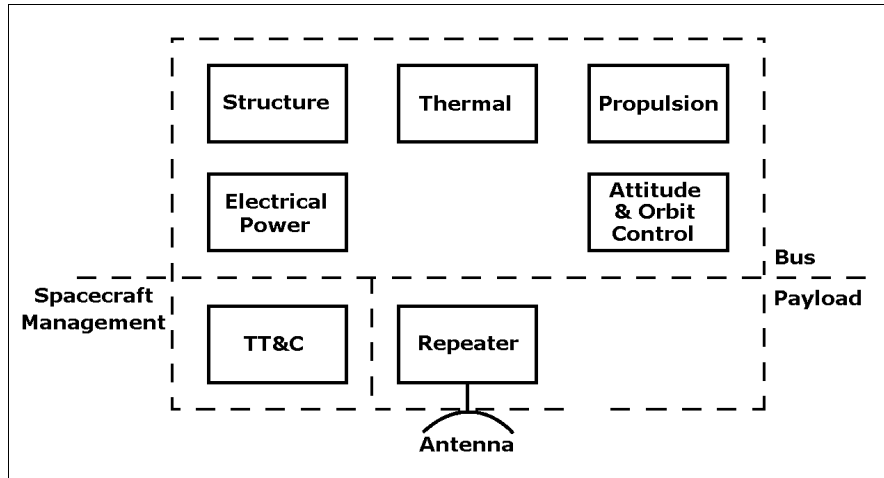 Structure
Thermal
Propulsion
Electrical
Power
Attitude
& Orbit
Control
Bus
Spacecraft
Management
Payload
TT&C
Repeater
Antenna